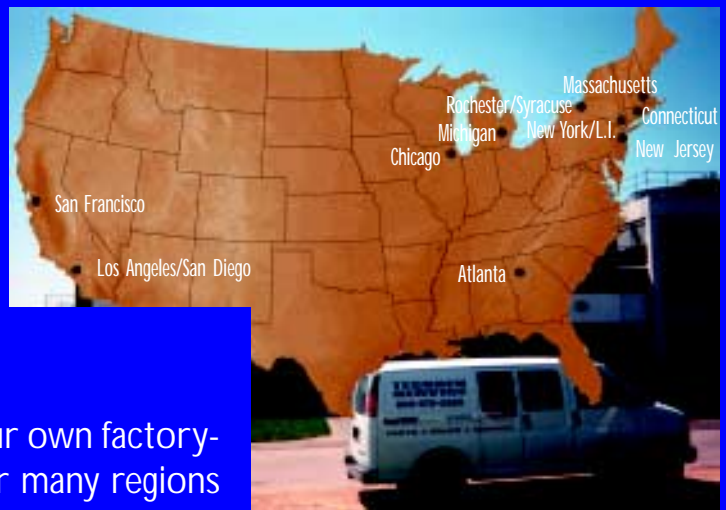 Massachusetts
Rochester/Syracuse
Connecticut
Michigan
New York/L.I.
New Jersey
Chicago
San Francisco
Los Angeles/San Diego
Atlanta
ur own factory-
r many regions